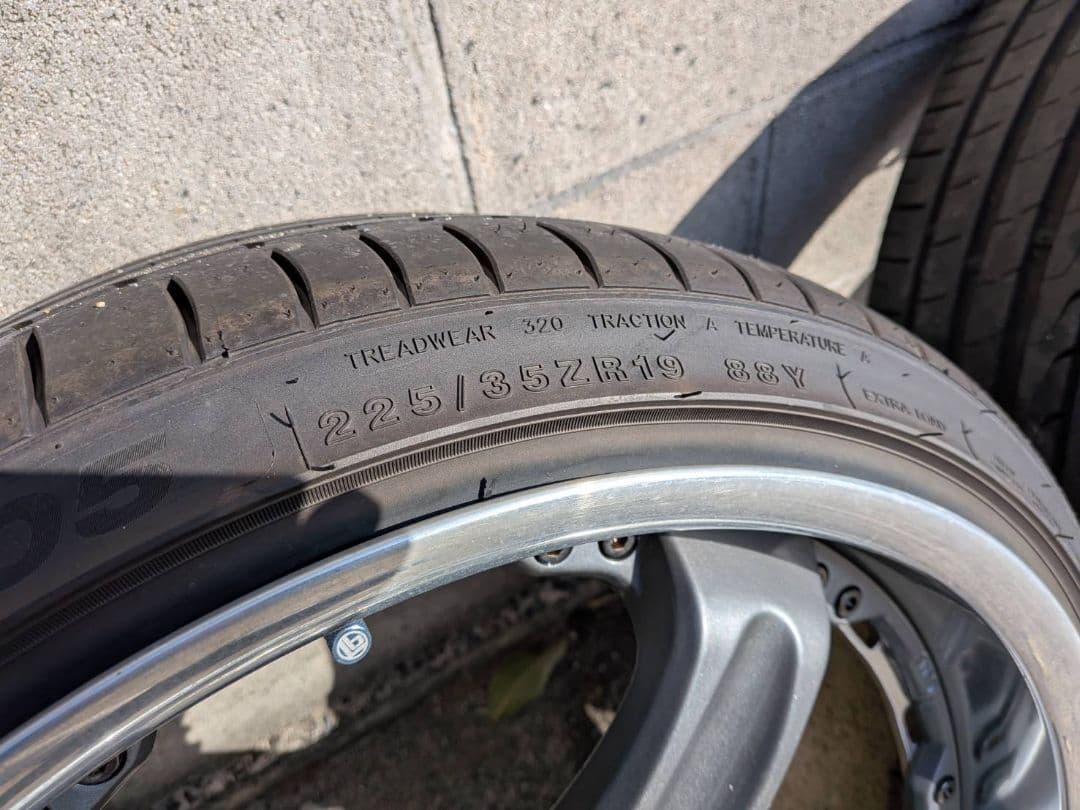 TREADWEAR 320 TRACTION A TEMPERATURE A
225/35ZR19 88Y
EXTRA LOAD